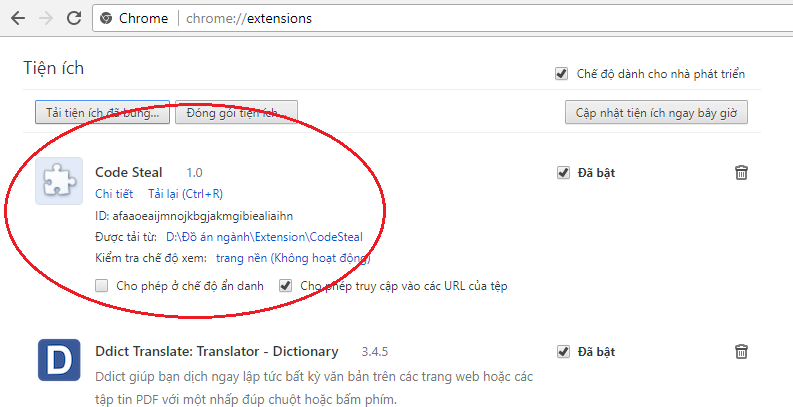 Chrome chrome://extensions
Tiện ích
Chế độ dành cho nhà phát triển
Tải tiện ích đã bung... Đóng gói tiện ích... Cập nhật tiện ích ngay bây giờ
Code Steal 1.0 Đã bật
Chi tiết Tải lại (Ctrl+R)
ID: afaaoeaijmnojkbgjakmgibiealiaihn
Được tải từ: D:\Đồ án ngành\Extension\CodeSteal
Kiểm tra chế độ xem: trang nền (Không hoạt động)
Cho phép ở chế độ ẩn danh Cho phép truy cập vào các URL của tệp
Ddict Translate: Translator - Dictionary 3.4.5 Đã bật
Ddict giúp bạn dịch ngay lập tức bất kỳ văn bản trên các trang web hoặc các
tập tin PDF với một nhấp đúp chuột hoặc bấm phím.
D